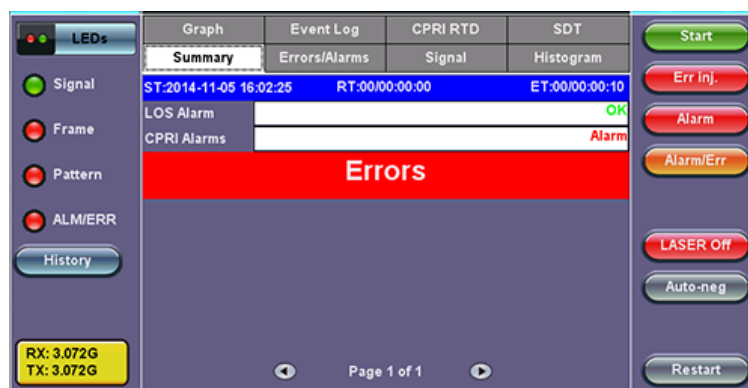 LEDs
Signal
Frame
Pattern
ALM/ERR
History
RX: 3.072G
TX: 3.072G
Graph Event Log CPRI RTD SDT
Summary Errors/Alarms Signal Histogram
ST:2014-11-05 16:02:25 RT:00/00:00:00 ET:00/00:00:10
LOS Alarm OK
CPRI Alarms Alarm
Errors
Page 1 of 1
Start
Err inj.
Alarm
Alarm/Err
LASER Off
Auto-neg
Restart